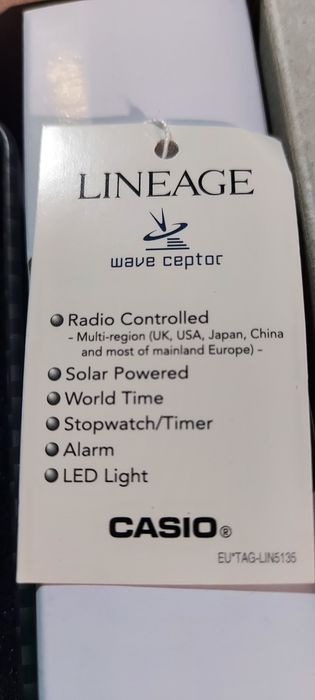 LINEAGE
wave ceptor
Radio Controlled
- Multi-region (UK, USA, Japan, China
and most of mainland Europe) -
Solar Powered
World Time
Stopwatch/Timer
Alarm
LED Light
CASIO®
EU*TAG-LIN5135